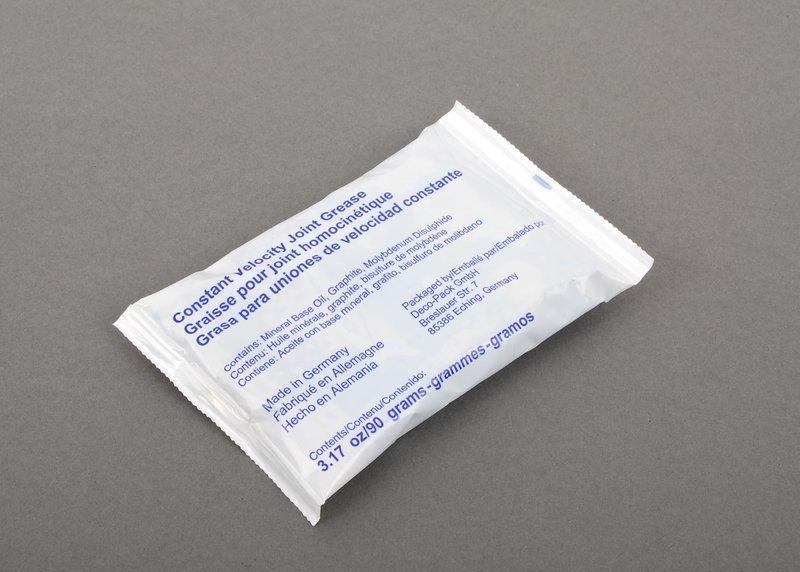 Constant Velocity Joint Grease
Graisse pour joint homocinétique
Grasa para uniones de velocidad constante
Contains: Mineral Base Oil, Graphite, Molybdenum Disulphide
Contenu: Huile minérale, graphite, bisulfure de molybdène
Contiene: Aceite con base mineral, grafito, bisulfuro de molibdeno
Made in Germany
Fabriqué en Allemagne
Hecho en Alemania
Packaged by/Emballé par/Embalado po
Deco-Pack GmbH
Breslauer Str. 7
85386 Eching, Germany
Contents/Contenu/Contenido:
3.17 oz/90 grams-grammes-gramos